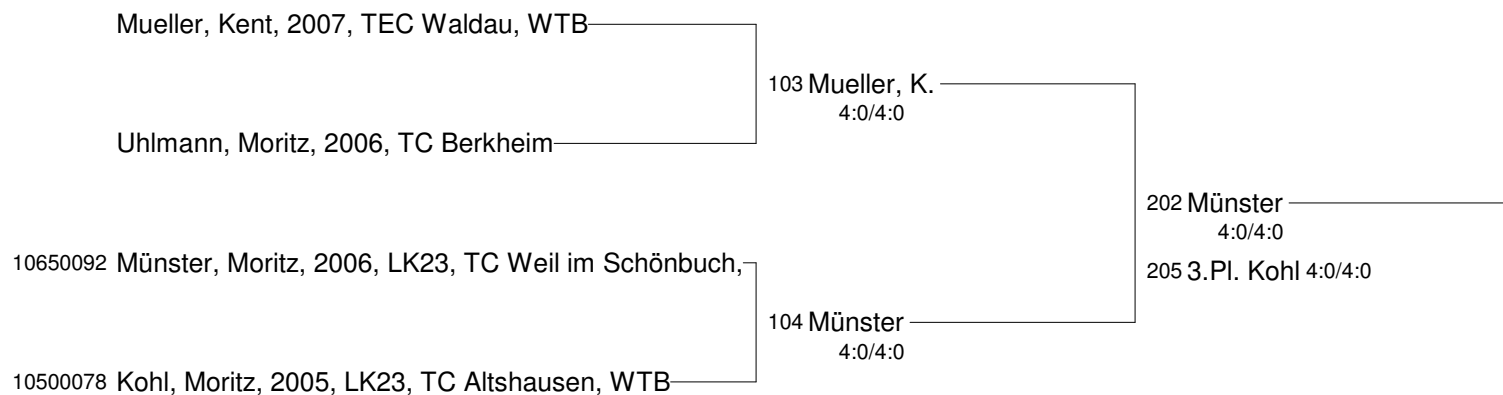 Mueller, Kent, 2007, TEC Waldau, WTB
103 Mueller, K.
4:0/4:0
Uhlmann, Moritz, 2006, TC Berkheim
202 Münster
4:0/4:0
10650092 Münster, Moritz, 2006, LK23, TC Weil im Schönbuch,
205 3.Pl. Kohl 4:0/4:0
104 Münster
4:0/4:0
10500078 Kohl, Moritz, 2005, LK23, TC Altshausen, WTB